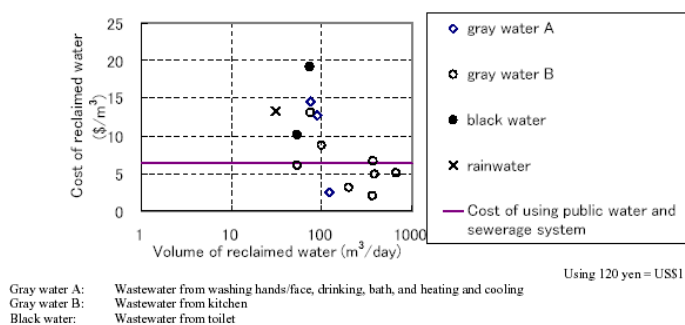 25
20
15
10
5
0
Cost of reclaimed water
($/m³)
1
10
100
1000
Volume of reclaimed water (m³/day)
gray water A
gray water B
black water
rainwater
Cost of using public water and
sewerage system
Using 120 yen = US$1
Gray water A: Wastewater from washing hands/face, drinking, bath, and heating and cooling
Gray water B: Wastewater from kitchen
Black water: Wastewater from toilet